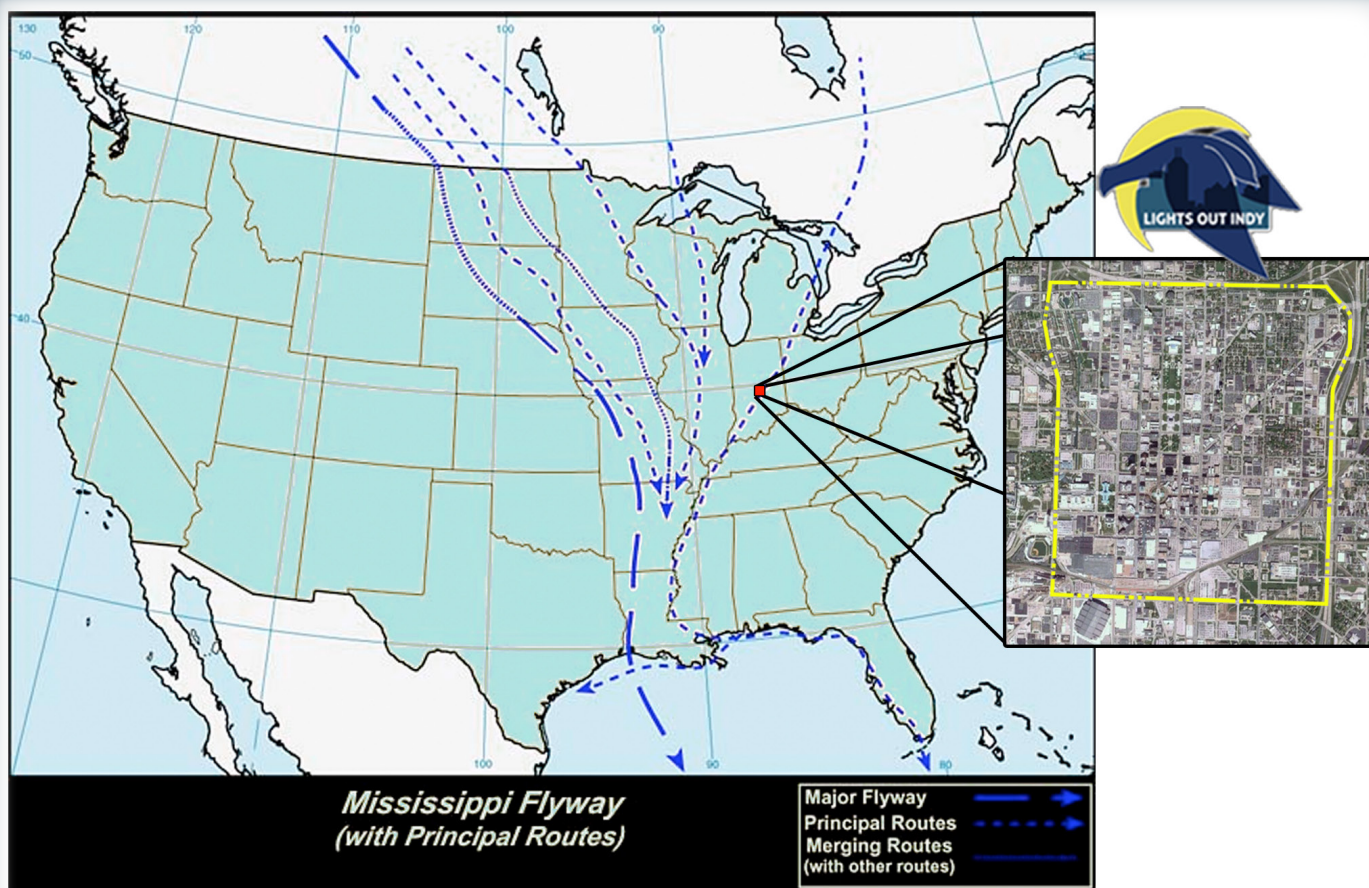 130
120
110
100
90
50
40
LIGHTS OUT INDY
100
90
80
Mississippi Flyway
(with Principal Routes)
Major Flyway
Principal Routes
Merging Routes
(with other routes)